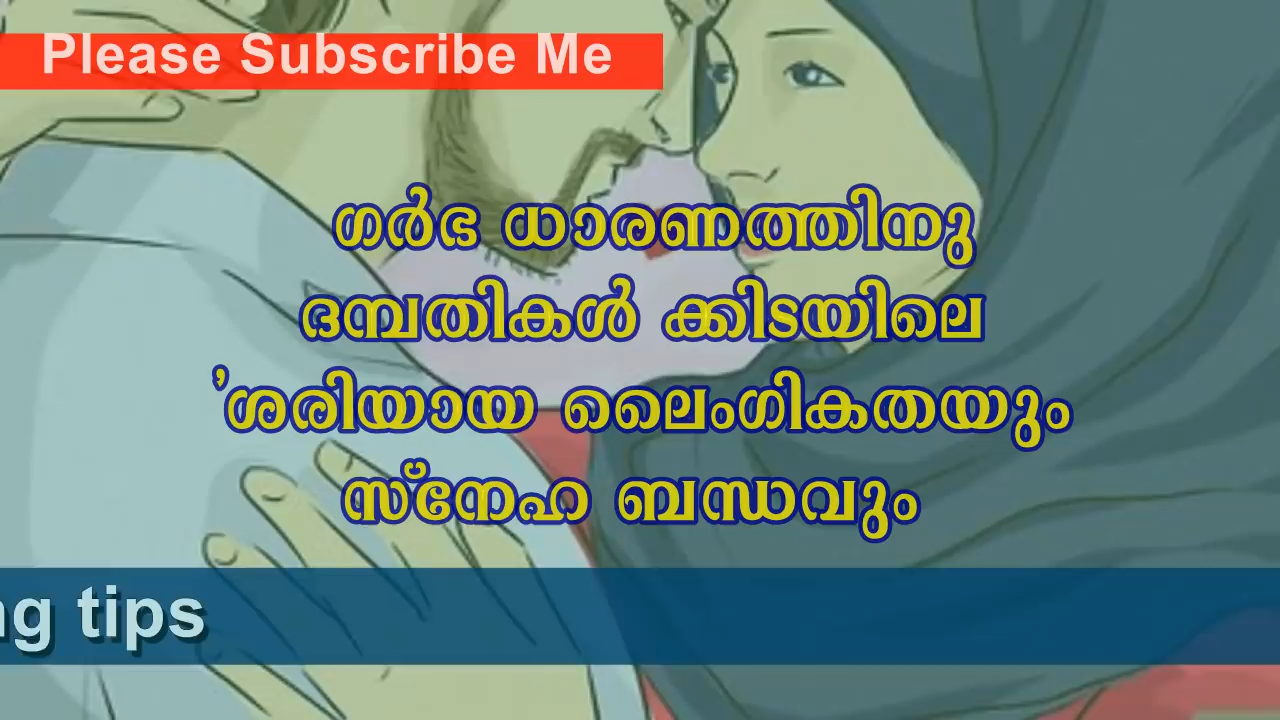 Please Subscribe Me
ഗർഭ ധാരണത്തിനു
ദമ്പതികൾ ക്കിടയിലെ
'ശരിയായ ലൈംഗികതയും
സ്നേഹ ബന്ധവും
tips